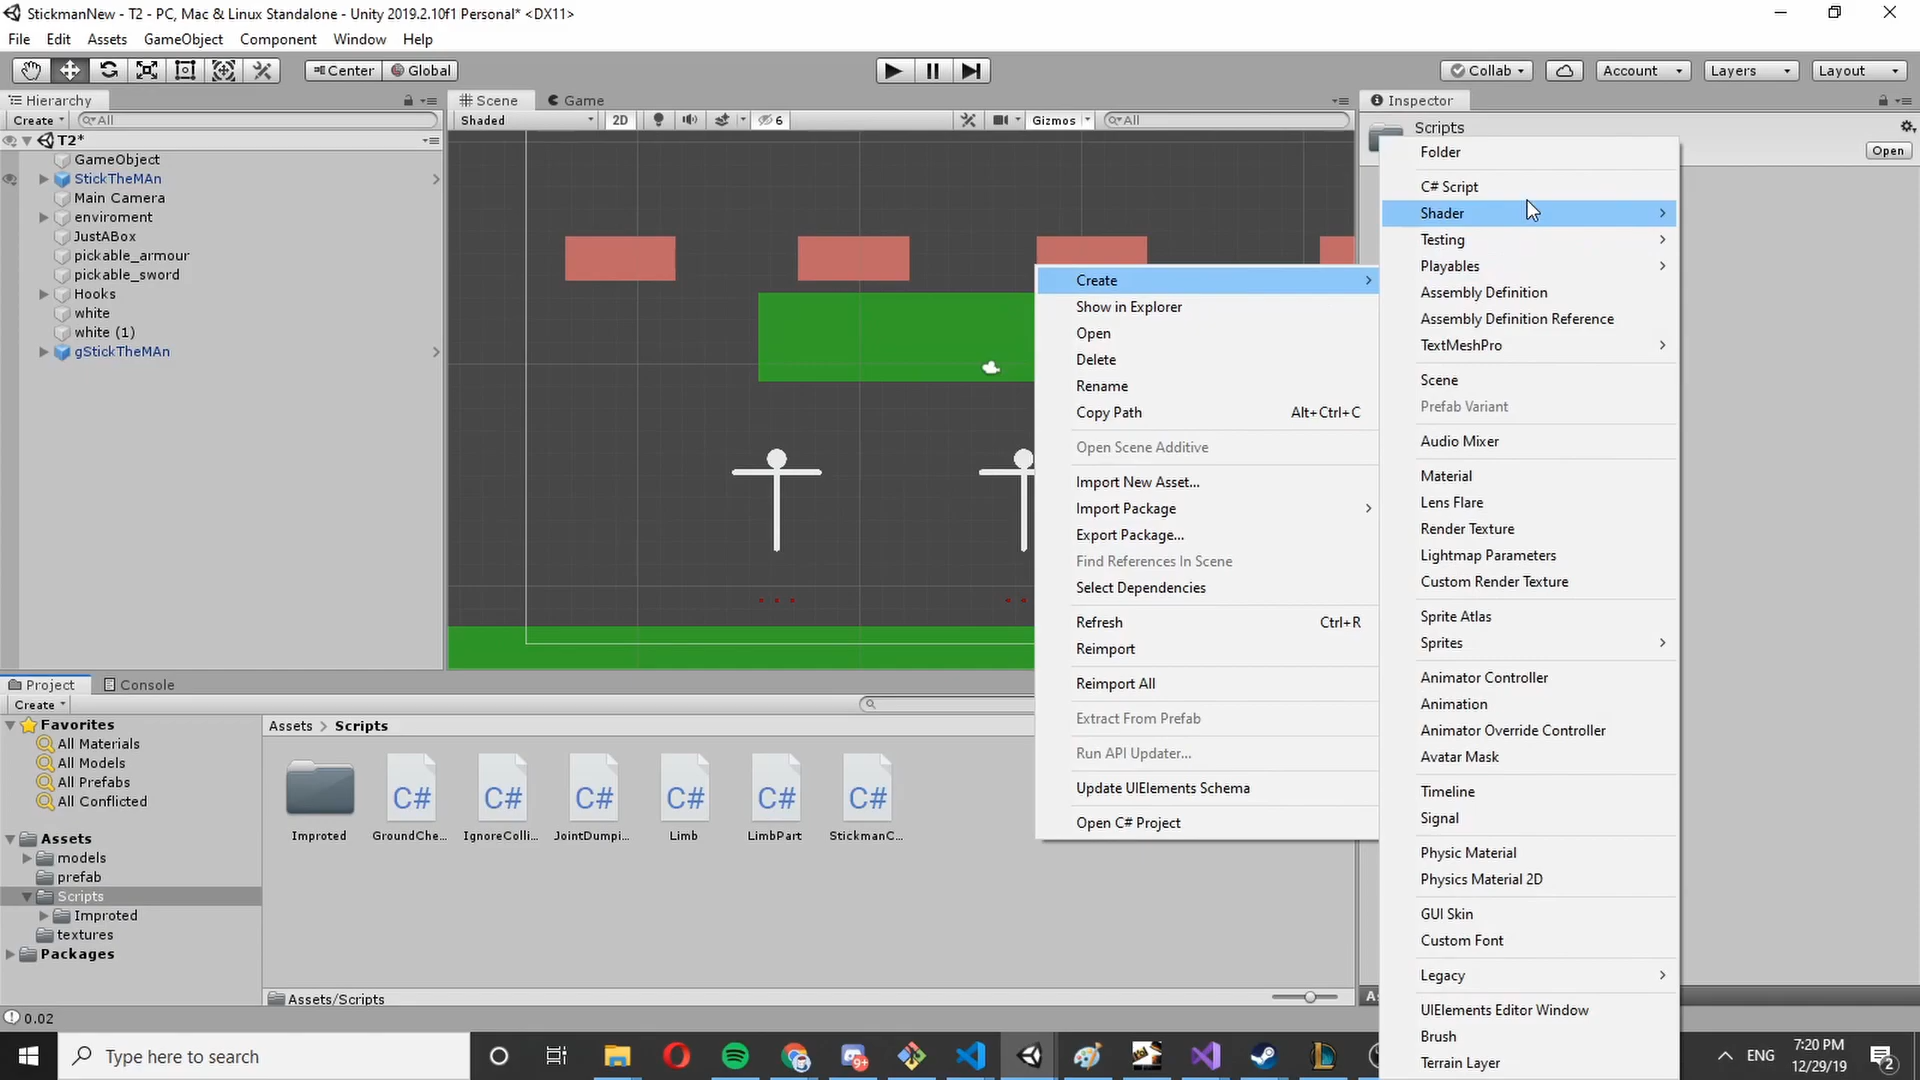 StickmanNew - T2 - PC, Mac & Linux Standalone - Unity 2019.2.10f1 Personal* <DX11>
File Edit Assets GameObject Component Window Help
Center Global Collab Account Layers Layout
Hierarchy
Create All
T2*
GameObject
StickTheMAn
Main Camera
enviroment
JustABox
pickable_armour
pickable_sword
Hooks
white
white (1)
gStickTheMAn
Scene Game
Shaded 2D 6 Gizmos All
Inspector
Scripts
Open
Create
Show in Explorer
Open
Delete
Rename
Copy Path Alt+Ctrl+C
Open Scene Additive
Import New Asset...
Import Package
Export Package...
Find References In Scene
Select Dependencies
Refresh Ctrl+R
Reimport
Reimport All
Extract From Prefab
Run API Updater...
Update UIElements Schema
Open C# Project
Folder
C# Script
Shader
Testing
Playables
Assembly Definition
Assembly Definition Reference
TextMeshPro
Scene
Prefab Variant
Audio Mixer
Material
Lens Flare
Render Texture
Lightmap Parameters
Custom Render Texture
Sprite Atlas
Sprites
Animator Controller
Animation
Animator Override Controller
Avatar Mask
Timeline
Signal
Physic Material
Physics Material 2D
GUI Skin
Custom Font
Legacy
UIElements Editor Window
Brush
Terrain Layer
Project Console
Create
Favorites
All Materials
All Models
All Prefabs
All Conflicted
Assets
models
prefab
Scripts
Improted
textures
Packages
Assets > Scripts
C# C# C# C# C# C#
Improted GroundChe... IgnoreColli... JointDumpi... Limb LimbPart StickmanC...
Assets/Scripts
As
0.02
Type here to search
9+
ENG
7:20 PM
12/29/19
2